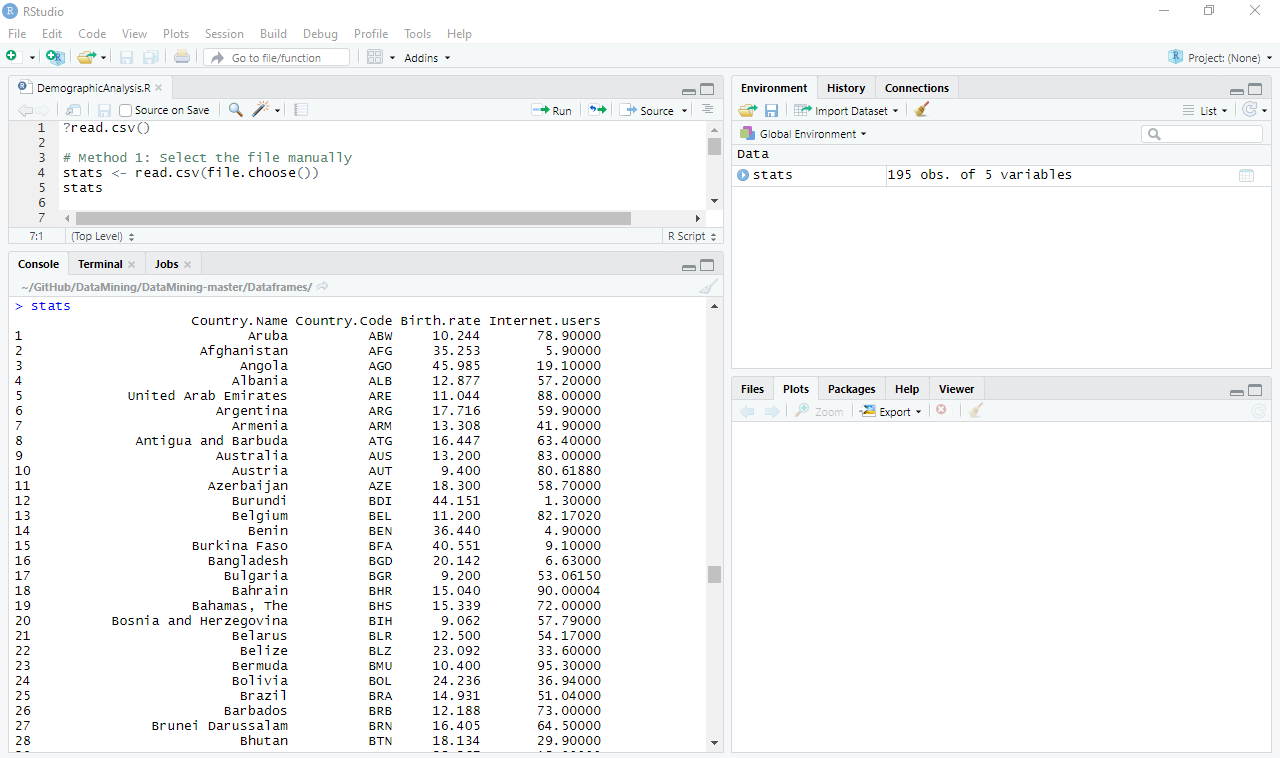 RStudio
File Edit Code View Plots Session Build Debug Profile Tools Help
Go to file/function Addins Project: (None)
DemographicAnalysis.R
Source on Save Run Source
1 ?read.csv()
2
3 # Method 1: Select the file manually
4 stats <- read.csv(file.choose())
5 stats
6
7
7:1 (Top Level) R Script
Console Terminal Jobs
~/GitHub/DataMining/DataMining-master/Dataframes/
> stats
Country.Name Country.Code Birth.rate Internet.users
1 Aruba ABW 10.244 78.90000
2 Afghanistan AFG 35.253 5.90000
3 Angola AGO 45.985 19.10000
4 Albania ALB 12.877 57.20000
5 United Arab Emirates ARE 11.044 88.00000
6 Argentina ARG 17.716 59.90000
7 Armenia ARM 13.308 41.90000
8 Antigua and Barbuda ATG 16.447 63.40000
9 Australia AUS 13.200 83.00000
10 Austria AUT 9.400 80.61880
11 Azerbaijan AZE 18.300 58.70000
12 Burundi BDI 44.151 1.30000
13 Belgium BEL 11.200 82.17020
14 Benin BEN 36.440 4.90000
15 Burkina Faso BFA 40.551 9.10000
16 Bangladesh BGD 20.142 6.63000
17 Bulgaria BGR 9.200 53.06150
18 Bahrain BHR 15.040 90.00004
19 Bahamas, The BHS 15.339 72.00000
20 Bosnia and Herzegovina BIH 9.062 57.79000
21 Belarus BLR 12.500 54.17000
22 Belize BLZ 23.092 33.60000
23 Bermuda BMU 10.400 95.30000
24 Bolivia BOL 24.236 36.94000
25 Brazil BRA 14.931 51.04000
26 Barbados BRB 12.188 73.00000
27 Brunei Darussalam BRN 16.405 64.50000
28 Bhutan BTN 18.134 29.90000
Environment History Connections
Import Dataset List
Global Environment
Data
stats 195 obs. of 5 variables
Files Plots Packages Help Viewer
Zoom Export